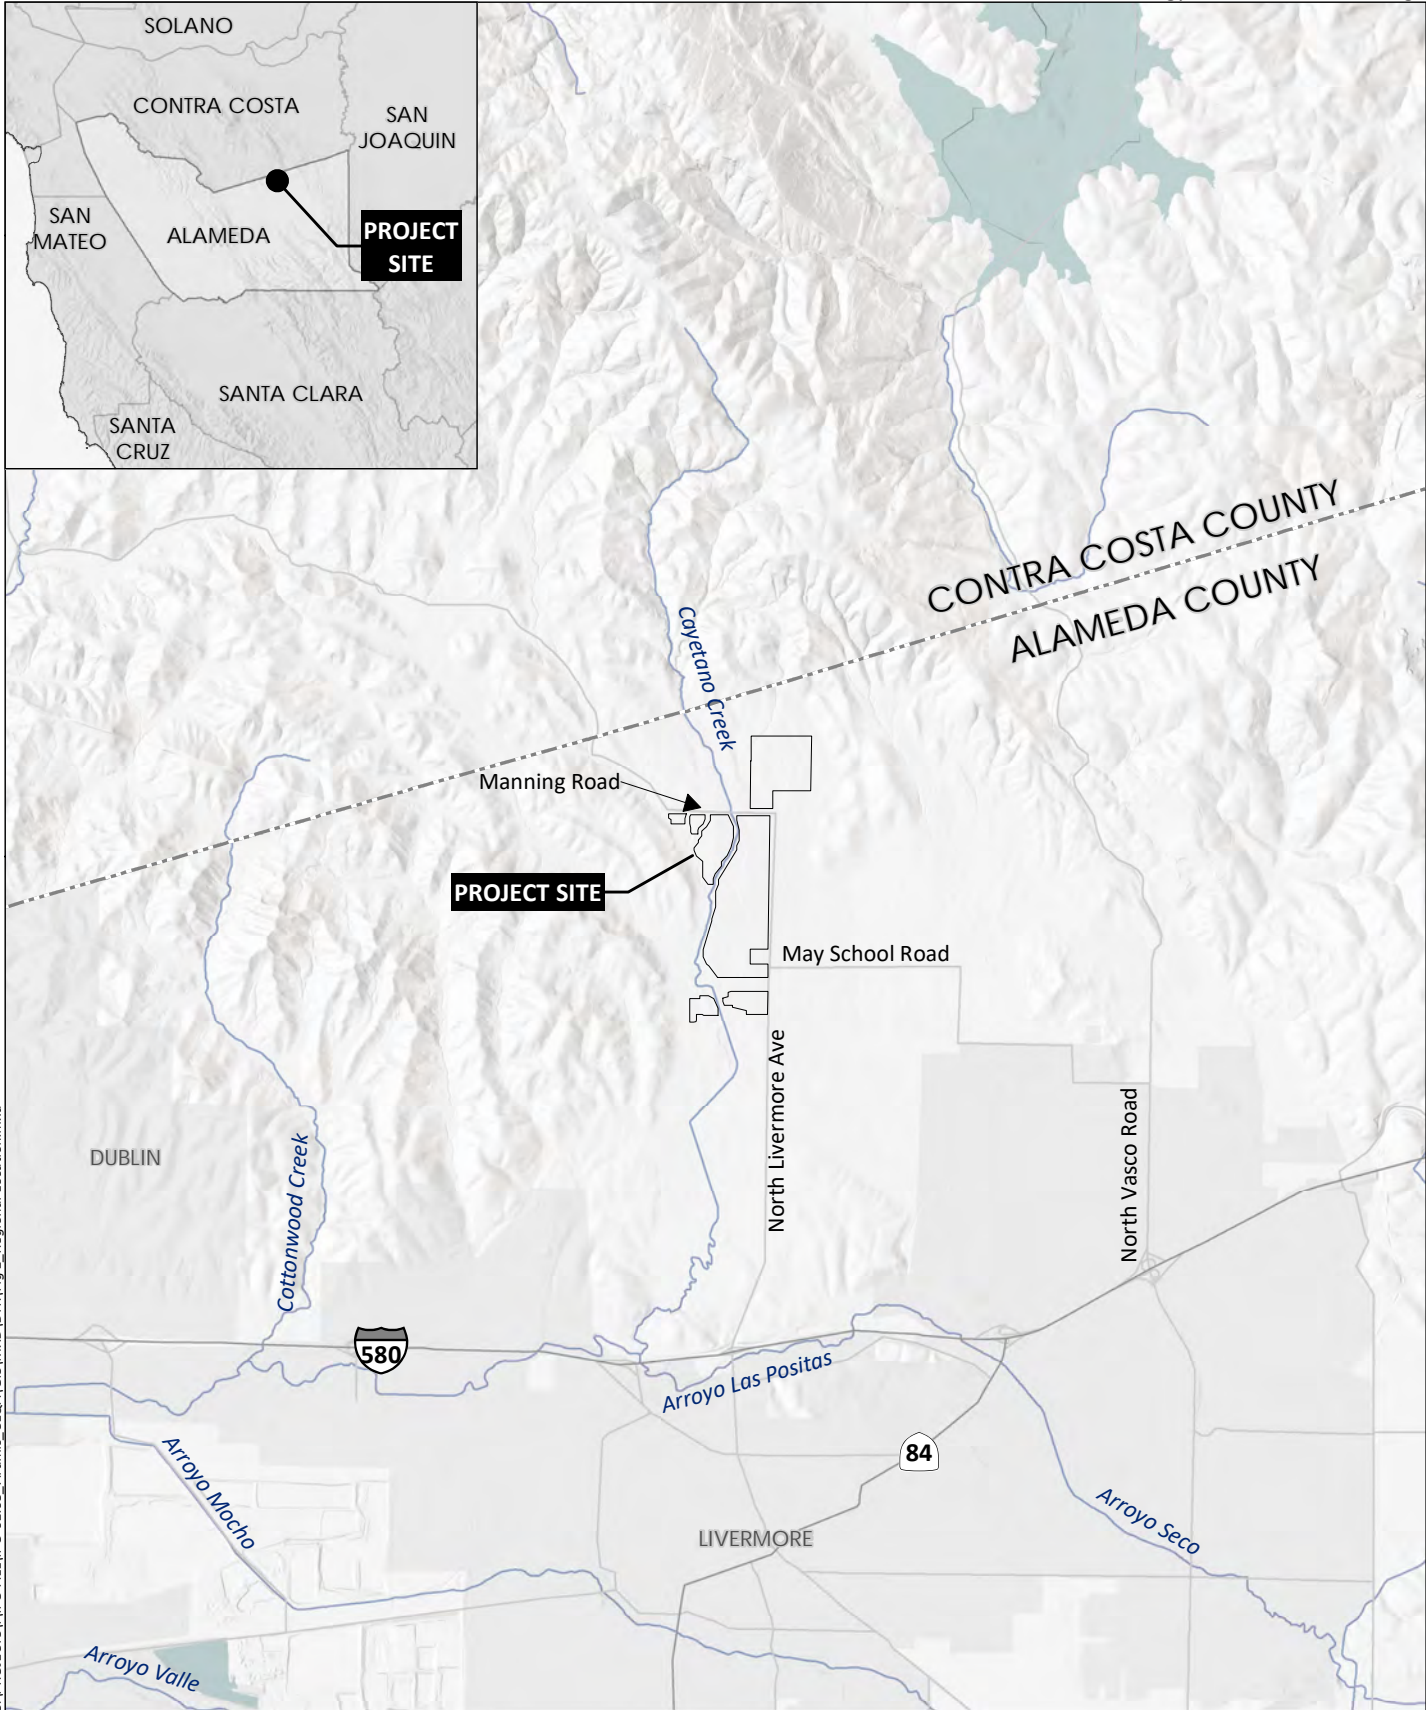 SOLANO
CONTRA COSTA
SAN
JOAQUIN
SAN
MATEO
ALAMEDA
PROJECT
SITE
SANTA CLARA
SANTA
CRUZ
CONTRA COSTA COUNTY
ALAMEDA COUNTY
Cayetano Creek
Manning Road
PROJECT SITE
May School Road
North Livermore Ave
North Vasco Road
DUBLIN
Cottonwood Creek
580
Arroyo Las Positas
84
Arroyo Mocho
LIVERMORE
Arroyo Seco
Arroyo Valle